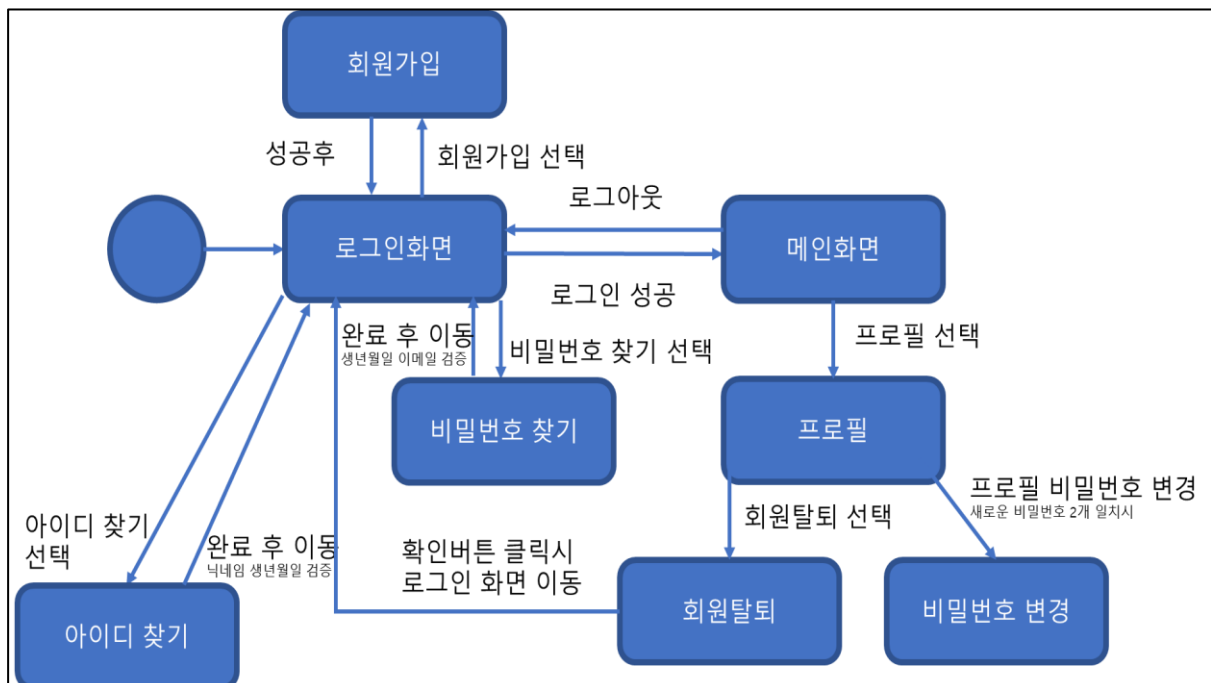 회원가입
성공후
회원가입 선택
로그아웃
로그인화면
메인화면
로그인 성공
완료 후 이동
생년월일 이메일 검증
비밀번호 찾기 선택
프로필 선택
비밀번호 찾기
프로필
아이디 찾기
선택
완료 후 이동
닉네임 생년월일 검증
확인버튼 클릭시
로그인 화면 이동
회원탈퇴 선택
프로필 비밀번호 변경
새로운 비밀번호 2개 일치시
아이디 찾기
회원탈퇴
비밀번호 변경